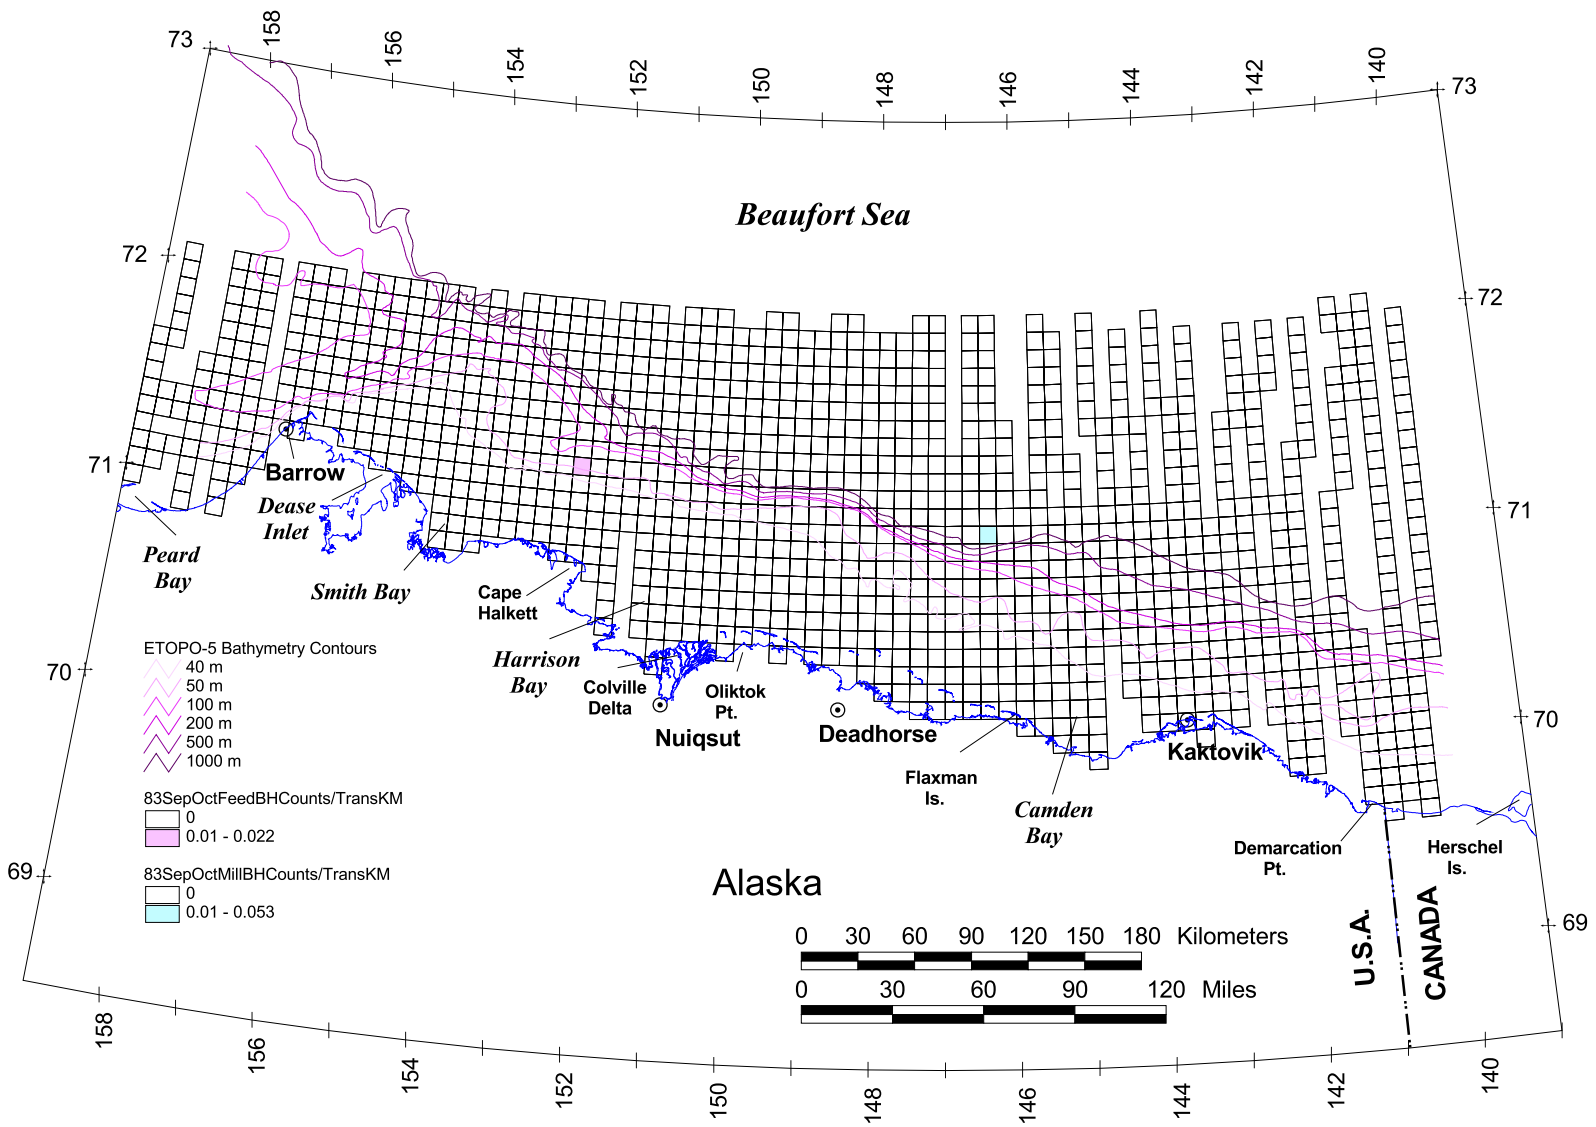 158
156
154
152
150
148
146
144
142
140
73
73
Beaufort Sea
72
72
71
71
Barrow
Dease
Inlet
Peard
Bay
Smith Bay
Cape
Halkett
Harrison
Bay
Colville
Delta
Oliktok
Pt.
Nuiqsut
Deadhorse
Kaktovik
Flaxman
Is.
Camden
Bay
Demarcation
Pt.
Herschel
Is.
70
70
ETOPO-5 Bathymetry Contours
40 m
50 m
100 m
200 m
500 m
1000 m
83SepOctFeedBHCounts/TransKM
0
0.01 - 0.022
83SepOctMillBHCounts/TransKM
0
0.01 - 0.053
69
69
Alaska
U.S.A.
CANADA
0 30 60 90 120 150 180 Kilometers
0 30 60 90 120 Miles
158
156
154
152
150
148
146
144
142
140